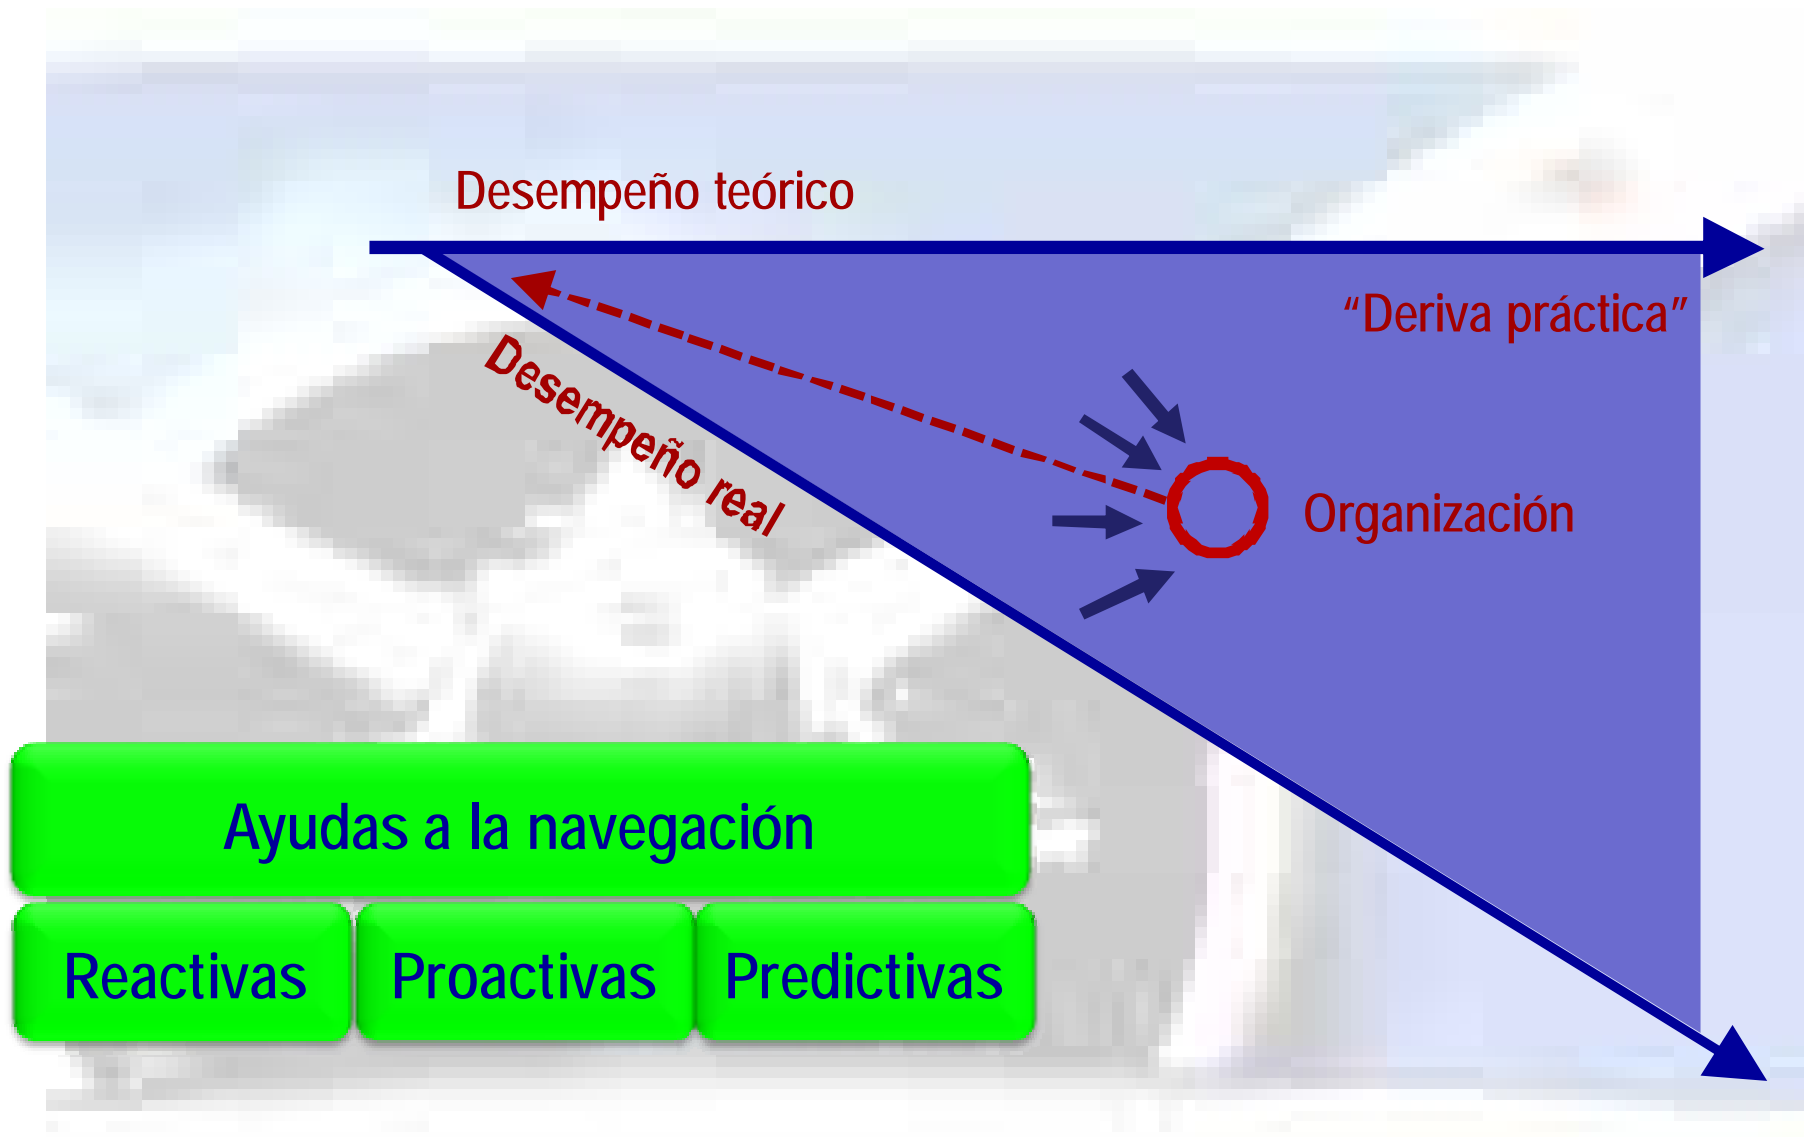 Desempeño teórico
“Deriva práctica”
Desempeño real
Organización
Ayudas a la navegación
Reactivas
Proactivas
Predictivas